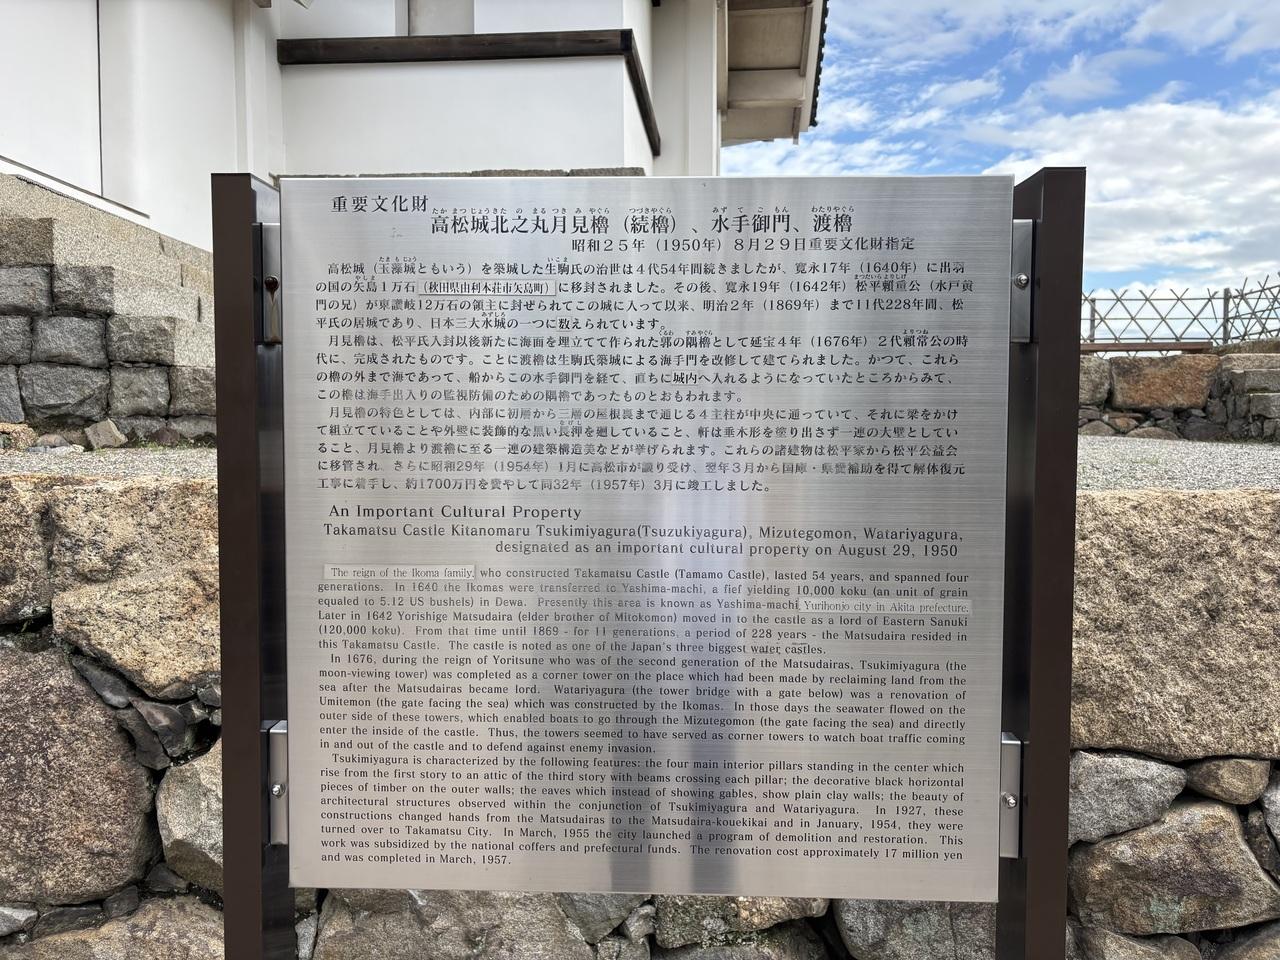 重要文化財
高松城北之丸月見櫓（続櫓）、水手御門、渡櫓
昭和２５年（1950年）８月２９日重要文化財指定
高松城（玉藻城ともいう）を築城した生駒氏の治世は４代54年間続きましたが、寛永17年（1640年）に出羽
の国の矢島１万石（秋田県由利本荘市矢島町）に移封されました。その後、寛永19年（1642年）松平頼重公（水戸黄
門の兄）が東讃岐12万石の領主に封ぜられてこの城に入って以来、明治２年（1869年）まで11代228年間、松
平氏の居城であり、日本三大水城の一つに数えられています。
月見櫓は、松平氏入封以後新たに海面を埋立てて作られた郭の隅櫓として延宝４年（1676年）２代頼常公の時
代に、完成されたものです。ことに渡櫓は生駒氏築城による海手門を改修して建てられました。かつて、これら
の櫓の外まで海であって、船からこの水手御門を経て、直ちに城内へ入れるようになっていたところからみて、
この櫓は海手出入りの監視防備のための隅櫓であったものとおもわれます。
月見櫓の特色としては、内部に初層から三層の屋根裏まで通じる４主柱が中央に通っていて、それに梁をかけ
て組立てていることや外壁に装飾的な黒い長押を廻していること、軒は垂木形を塗り出さず一連の大壁としてい
ること、月見櫓より渡櫓に至る一連の建築構造美などが挙げられます。これらの諸建物は松平家から松平公益会
に移管され、さらに昭和29年（1954年）1月に高松市が譲り受け、翌年３月から国庫・県費補助を得て解体復元
工事に着手し、約1700万円を費やして同32年（1957年）3月に竣工しました。
An Important Cultural Property
Takamatsu Castle Kitanomaru Tsukimiyagura(Tsuzukiyagura), Mizutegomon, Watariyagura,
designated as an important cultural property on August 29, 1950
The reign of the Ikoma family, who constructed Takamatsu Castle (Tamamo Castle), lasted 54 years, and spanned four
generations. In 1640 the Ikomas were transferred to Yashima-machi, a fief yielding 10,000 koku (an unit of grain
equaled to 5.12 US bushels) in Dewa. Presently this area is known as Yashima-machi, Yurihonjo city in Akita prefecture.
Later in 1642 Yorishige Matsudaira (elder brother of Mitokomon) moved in to the castle as a lord of Eastern Sanuki
(120,000 koku). From that time until 1869 - for 11 generations, a period of 228 years - the Matsudaira resided in
this Takamatsu Castle. The castle is noted as one of the Japan's three biggest water castles.
In 1676, during the reign of Yoritsune who was of the second generation of the Matsudairas, Tsukimiyagura (the
moon-viewing tower) was completed as a corner tower on the place which had been made by reclaiming land from the
sea after the Matsudairas became lord. Watariyagura (the tower bridge with a gate below) was a renovation of
Umitemon (the gate facing the sea) which was constructed by the Ikomas. In those days the seawater flowed on the
outer side of these towers, which enabled boats to go through the Mizutegomon (the gate facing the sea) and directly
enter the inside of the castle. Thus, the towers seemed to have served as corner towers to watch boat traffic coming
in and out of the castle and to defend against enemy invasion.
Tsukimiyagura is characterized by the following features: the four main interior pillars standing in the center which
rise from the first story to an attic of the third story with beams crossing each pillar; the decorative black horizontal
pieces of timber on the outer walls; the eaves which instead of showing gables, show plain clay walls; the beauty of
architectural structures observed within the conjunction of Tsukimiyagura and Watariyagura. In 1927, these
constructions changed hands from the Matsudairas to the Matsudaira-kouekikai and in January, 1954, they were
turned over to Takamatsu City. In March, 1955 the city launched a program of demolition and restoration. This
work was subsidized by the national coffers and prefectural funds. The renovation cost approximately 17 million yen
and was completed in March, 1957.